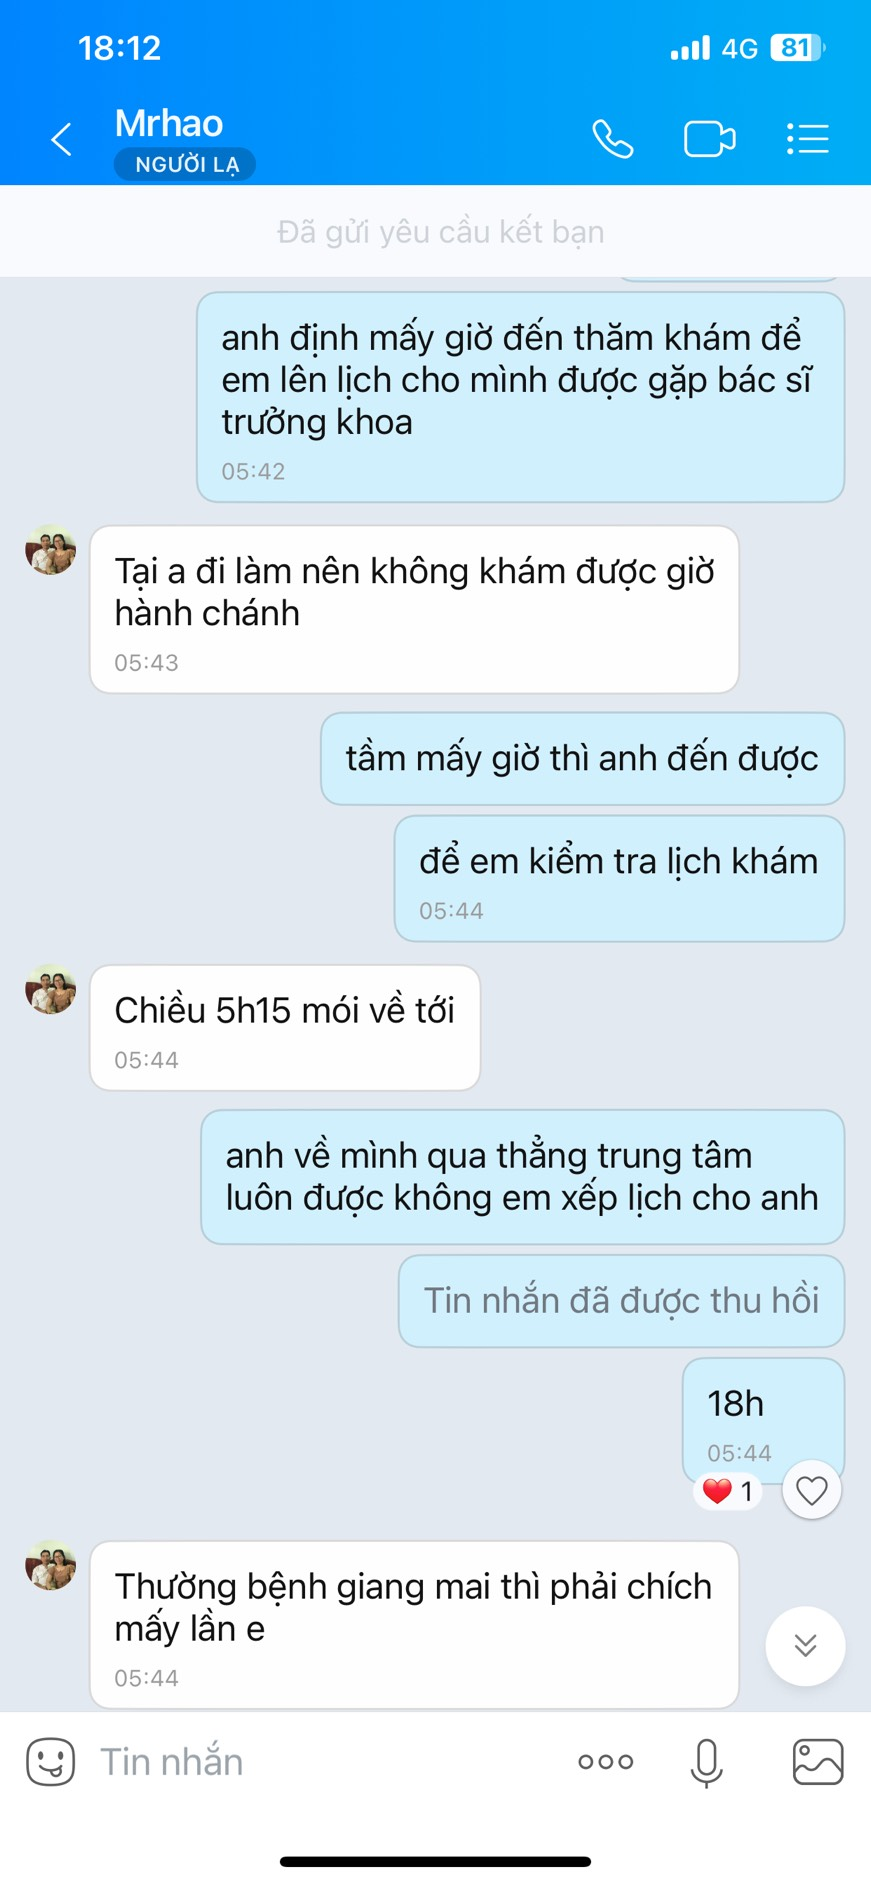 18:12
4G 81
Mrhao
NGƯỜI LẠ
Đã gửi yêu cầu kết bạn
anh định mấy giờ đến thăm khám để
em lên lịch cho mình được gặp bác sĩ
trưởng khoa
05:42
Tại a đi làm nên không khám được giờ
hành chánh
05:43
tầm mấy giờ thì anh đến được
để em kiểm tra lịch khám
05:44
Chiều 5h15 mói về tới
05:44
anh về mình qua thẳng trung tâm
luôn được không em xếp lịch cho anh
Tin nhắn đã được thu hồi
18h
05:44
❤️ 1
Thường bệnh giang mai thì phải chích
mấy lần e
05:44
Tin nhắn